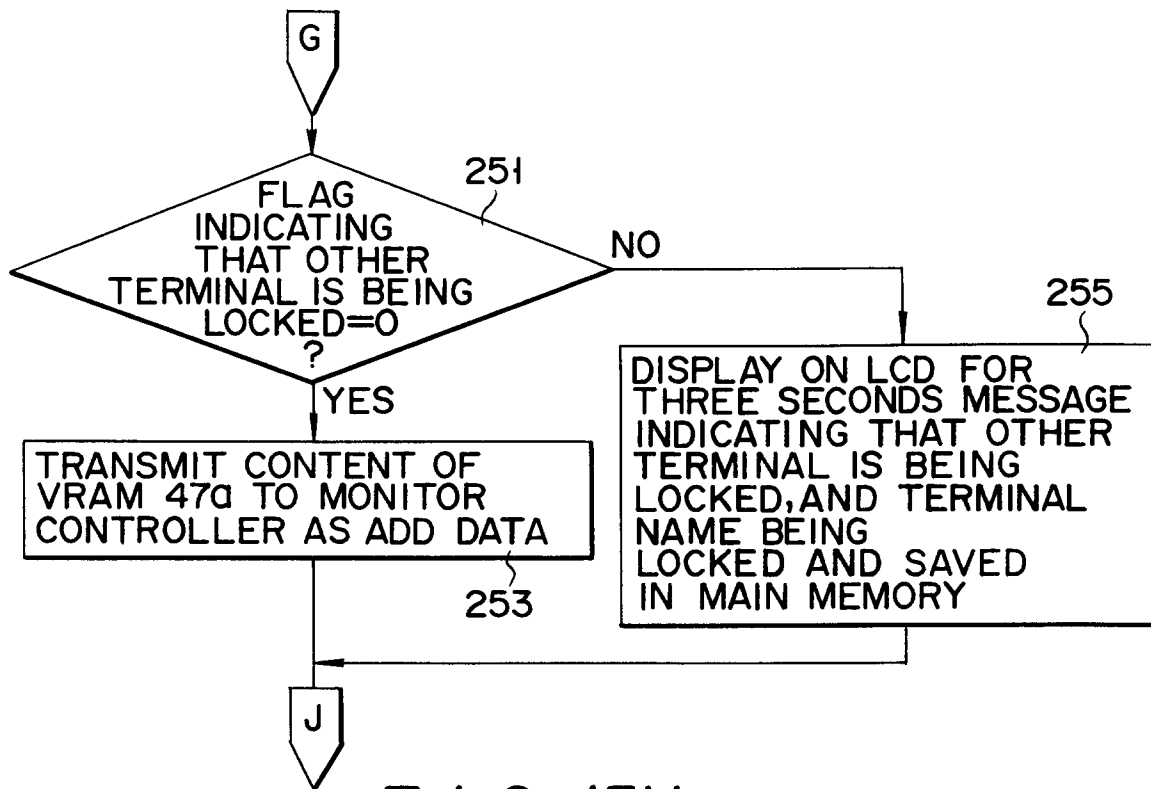 G
251
FLAG
INDICATING
THAT OTHER
TERMINAL IS BEING
LOCKED=0
?
NO
YES
255
TRANSMIT CONTENT OF
VRAM 47a TO MONITOR
CONTROLLER AS ADD DATA
253
DISPLAY ON LCD FOR
THREE SECONDS MESSAGE
INDICATING THAT OTHER
TERMINAL IS BEING
LOCKED, AND TERMINAL
NAME BEING
LOCKED AND SAVED
IN MAIN MEMORY
J